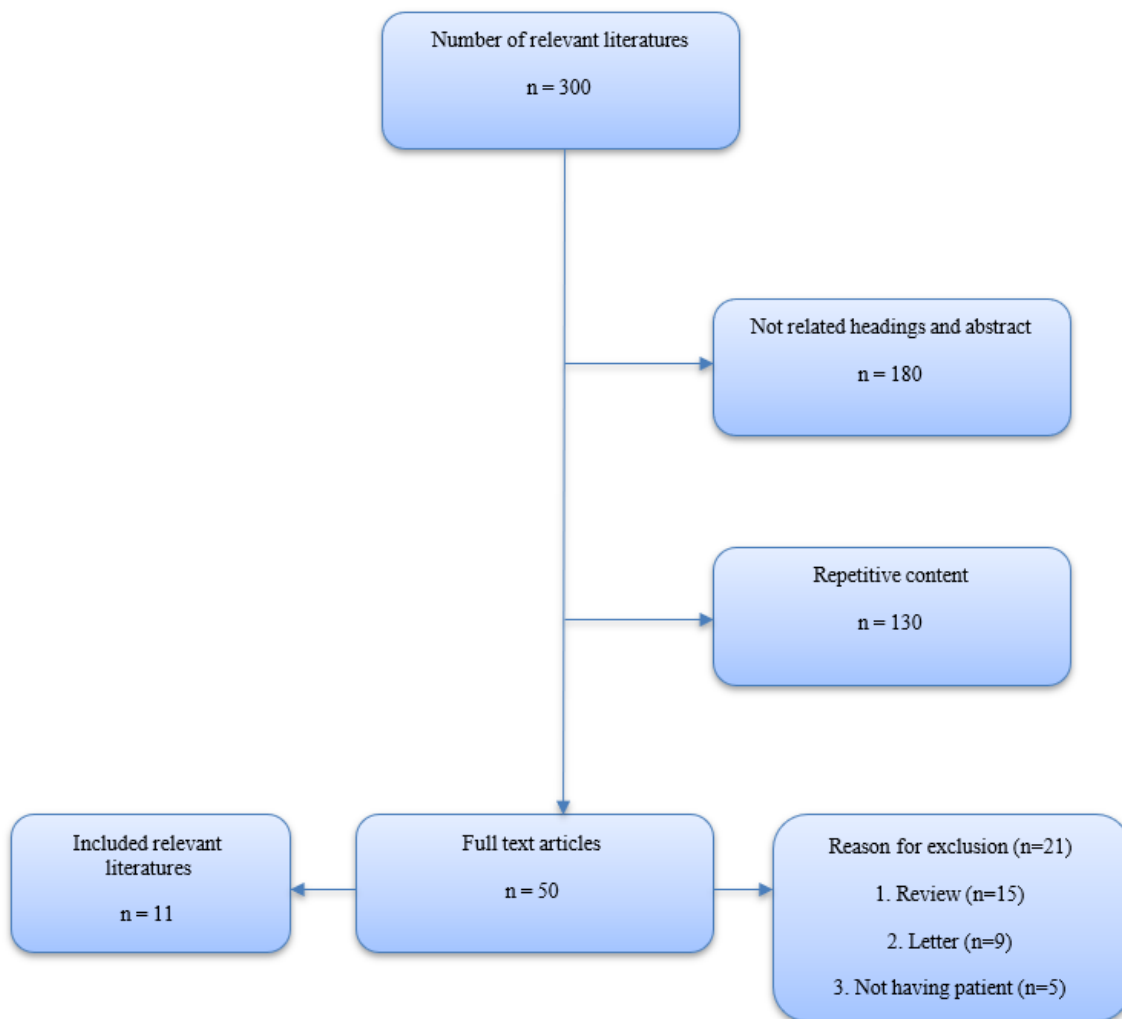 Number of relevant literatures
n = 300
Not related headings and abstract
n = 180
Repetitive content
n = 130
Included relevant
literatures
n = 11
Full text articles
n = 50
Reason for exclusion (n=21)
1. Review (n=15)
2. Letter (n=9)
3. Not having patient (n=5)